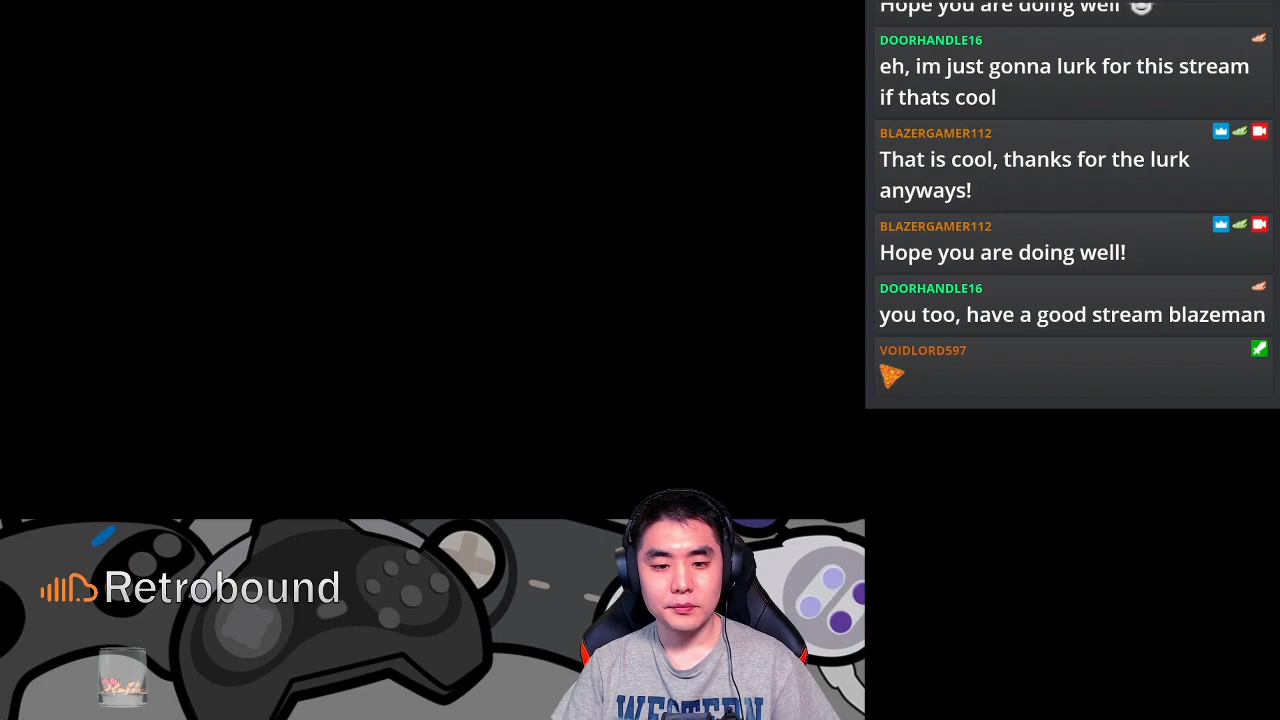 Hope you are doing well
DOORHANDLE16
eh, im just gonna lurk for this stream
if thats cool
BLAZERGAMER112
That is cool, thanks for the lurk
anyways!
BLAZERGAMER112
Hope you are doing well!
DOORHANDLE16
you too, have a good stream blazeman
VOIDLORD597
Retrobound
WESTERN